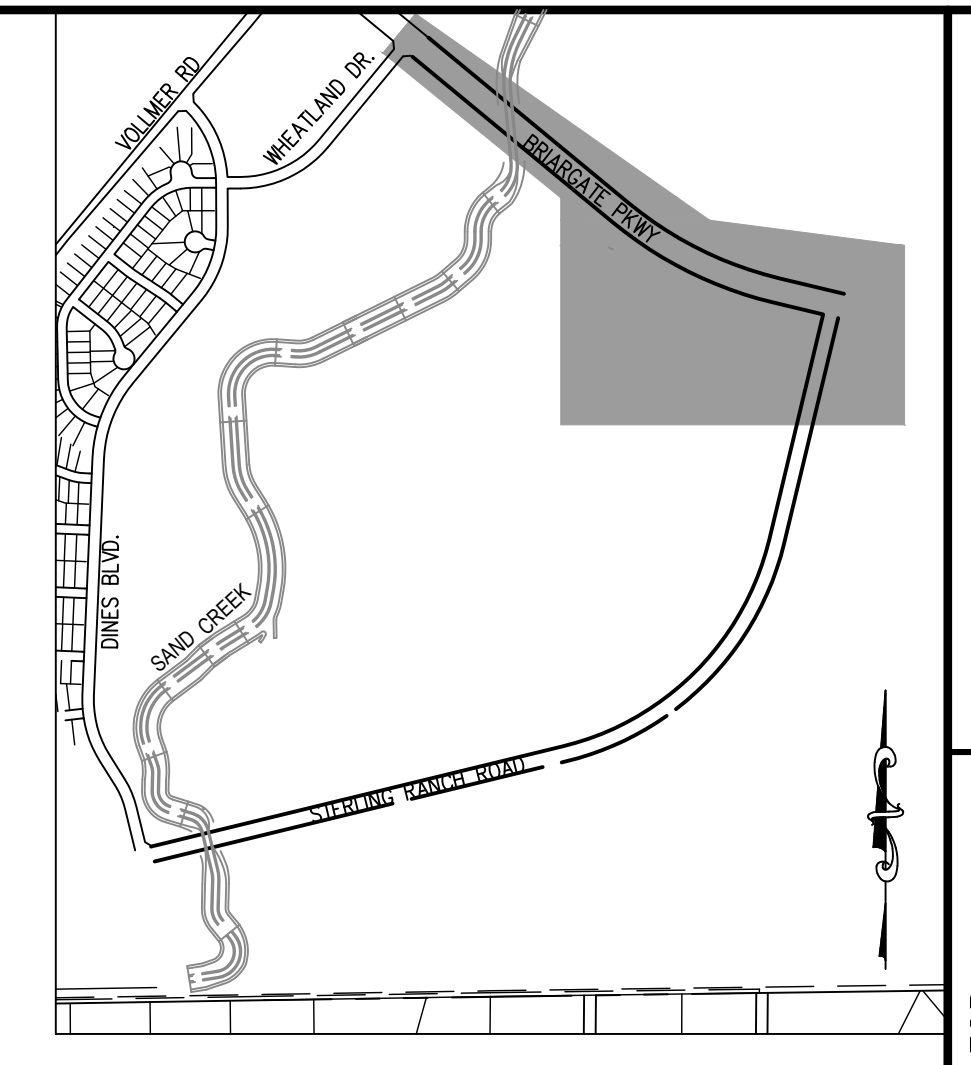 VOLLMER RD
WHEATLAND DR.
BRIARGATE PKWY
DINES BLVD.
SAND CREEK
STERLING RANCH ROAD